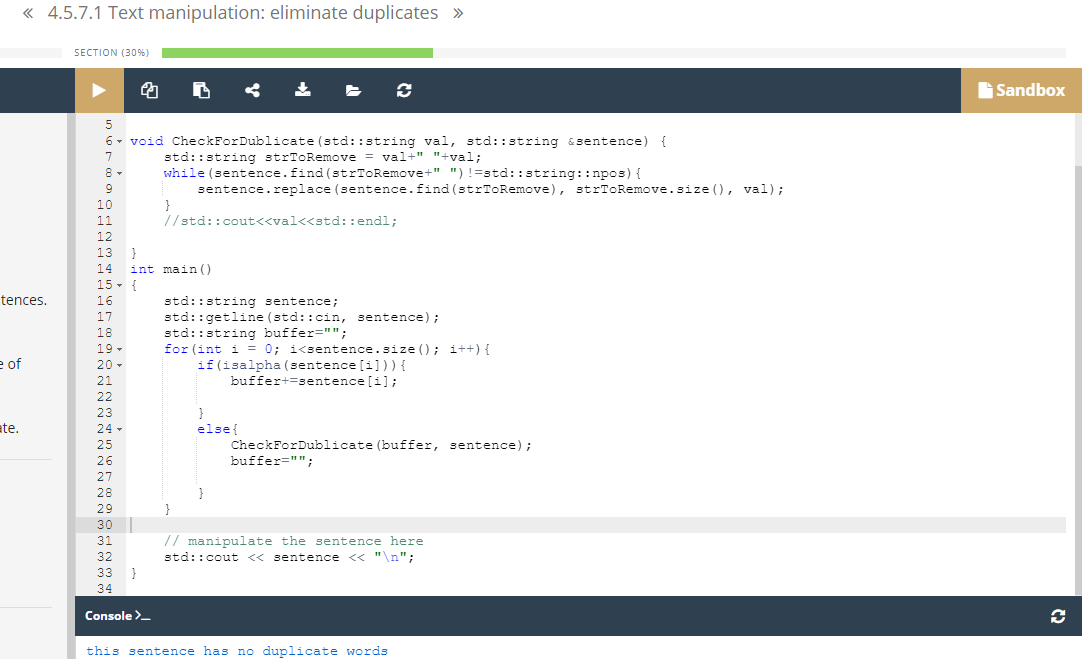 « 4.5.7.1 Text manipulation: eliminate duplicates »
SECTION (30%)
Sandbox
5
6 void CheckForDublicate(std::string val, std::string &sentence) {
7 std::string strToRemove = val+" "+val;
8 while(sentence.find(strToRemove+" ")!=std::string::npos){
9 sentence.replace(sentence.find(strToRemove), strToRemove.size(), val);
10 }
11 //std::cout<<val<<std::endl;
12
13 }
14 int main()
15 {
tences.
16 std::string sentence;
17 std::getline(std::cin, sentence);
18 std::string buffer="";
19 for(int i = 0; i<sentence.size(); i++){
e of
20 if(isalpha(sentence[i])){
21 buffer+=sentence[i];
22
23 }
ate.
24 else{
25 CheckForDublicate(buffer, sentence);
26 buffer="";
27
28 }
29 }
30
31 // manipulate the sentence here
32 std::cout << sentence << "\n";
33 }
34
Console >_
this sentence has no duplicate words